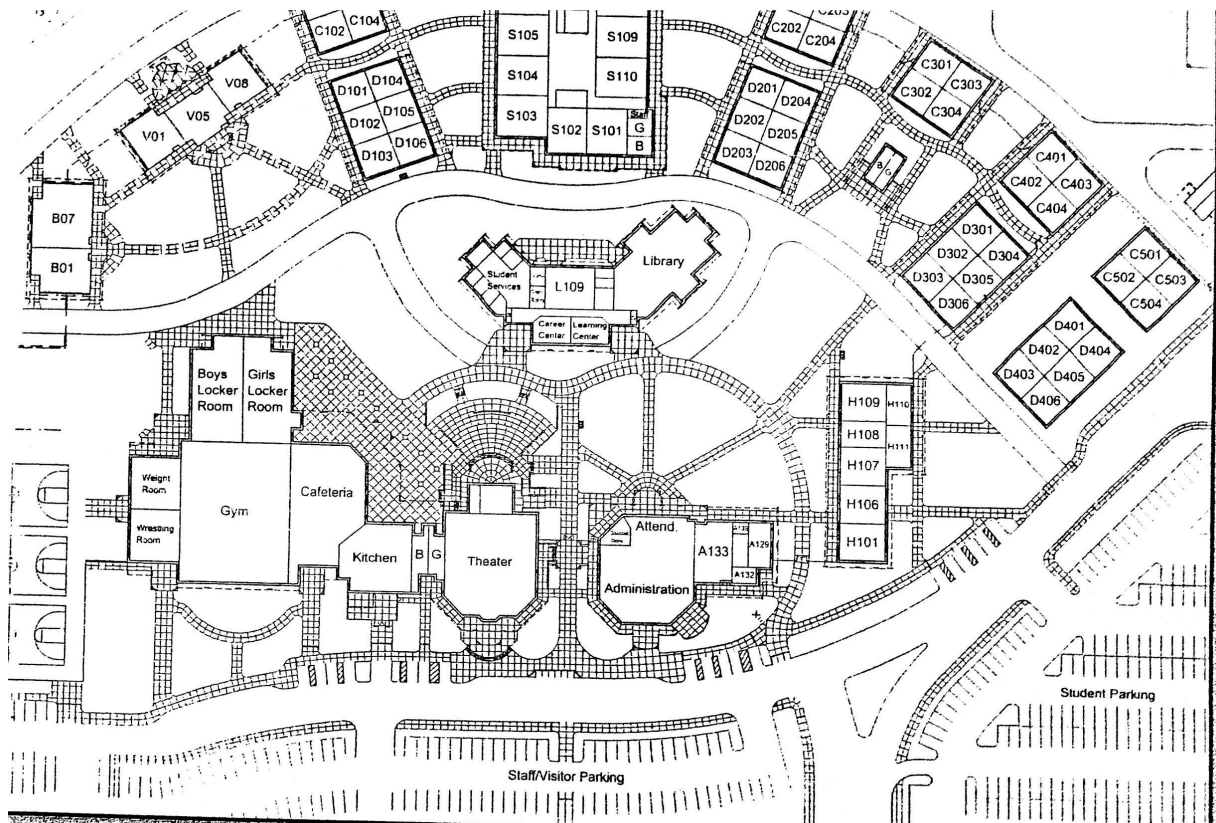 C102
C104
S105
S109
C202
C203
C204
S104
S110
S103
S102
S101
Staff
G
B
V08
V05
V01
D101
D104
D102
D105
D103
D106
D201
D204
D202
D205
D203
D206
C301
C303
C302
C304
B
G
C401
C402
C403
C404
B07
B01
D301
D302
D304
D303
D305
D306
C501
C502
C503
C504
Student
Services
L109
Library
Career
Center
Learning
Center
D401
D402
D404
D403
D405
D406
Boys
Locker
Room
Girls
Locker
Room
H109
H110
H108
H111
H107
H106
H101
Weight
Room
Wrestling
Room
Gym
Cafeteria
Kitchen
B
G
Theater
Attend.
Student
Store
Administration
A133
A129
A132
Student Parking
Staff/Visitor Parking